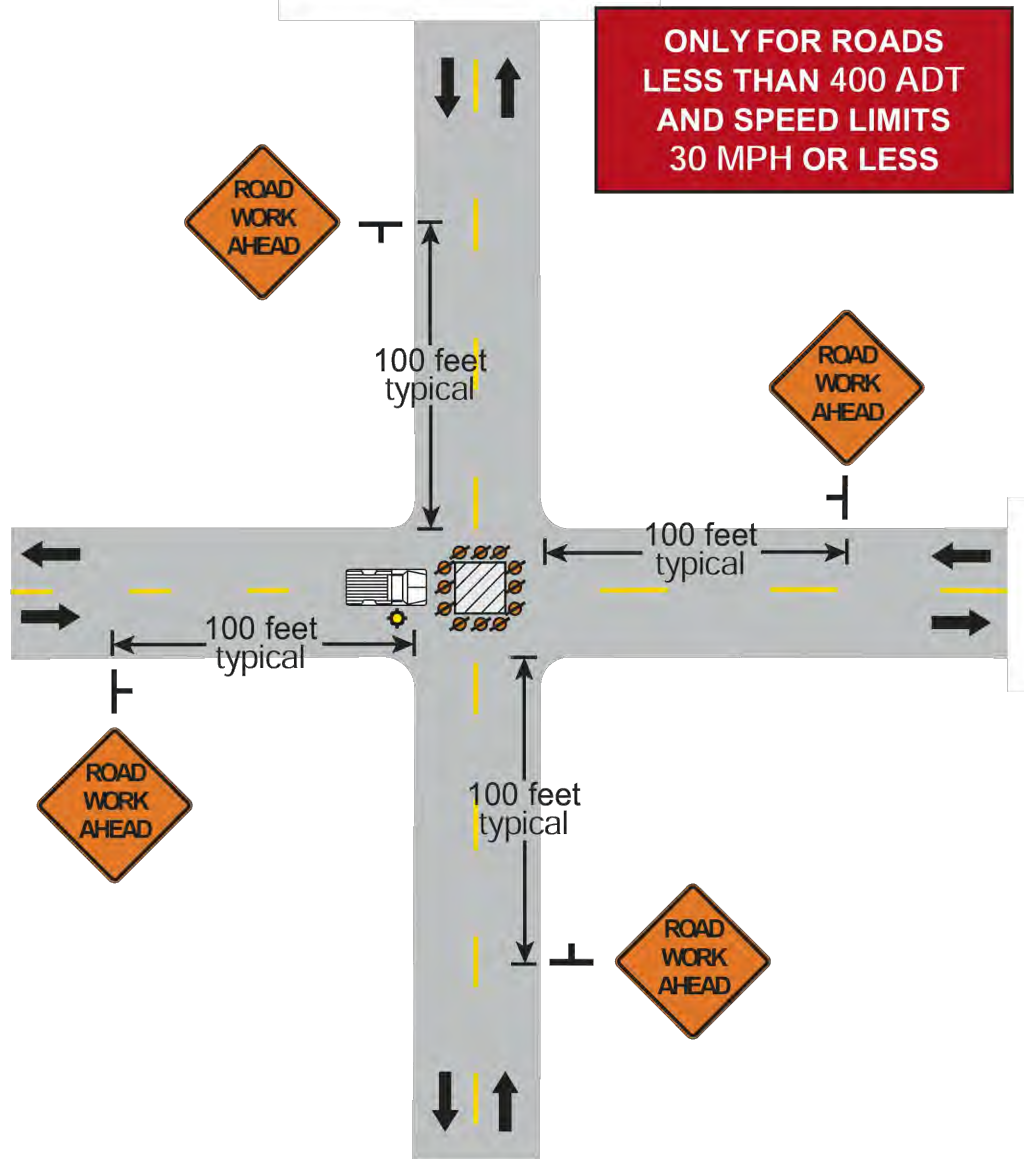 ONLY FOR ROADS
LESS THAN 400 ADT
AND SPEED LIMITS
30 MPH OR LESS
ROAD
WORK
AHEAD
100 feet
typical
ROAD
WORK
AHEAD
100 feet
typical
100 feet
typical
ROAD
WORK
AHEAD
100 feet
typical
ROAD
WORK
AHEAD